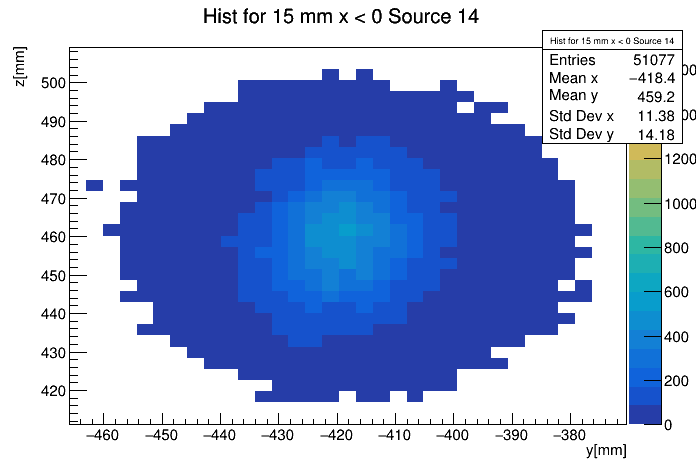 Hist for 15 mm x < 0 Source 14
Hist for 15 mm x < 0 Source 14
Entries 51077
Mean x −418.4
Mean y 459.2
Std Dev x 11.38
Std Dev y 14.18
z[mm]
500
490
480
470
460
450
440
430
420
−460 −450 −440 −430 −420 −410 −400 −390 −380
y[mm]
1200
1000
800
600
400
200
0